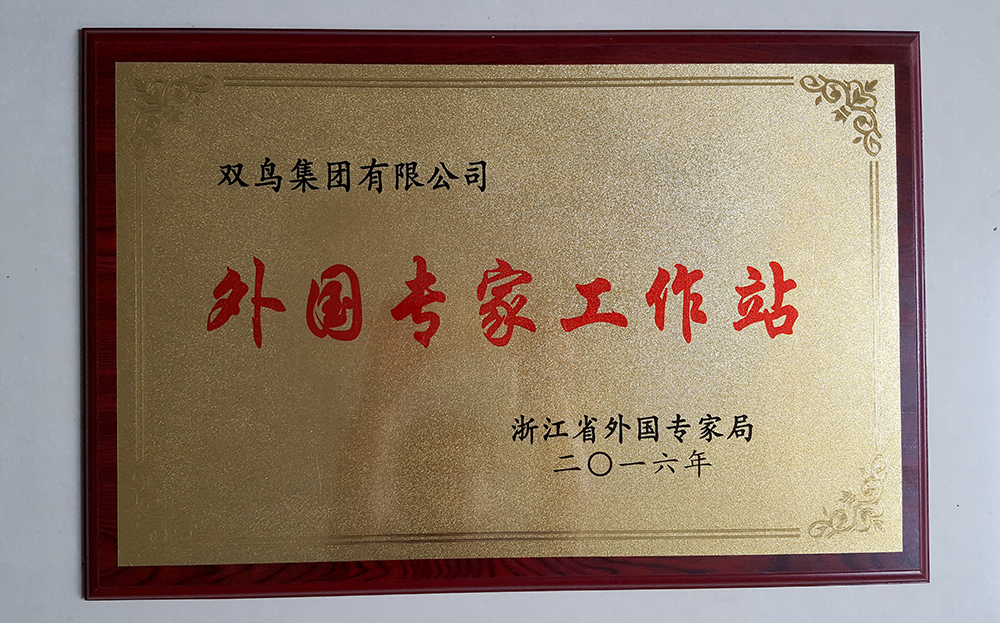 双鸟集团有限公司
外国专家工作站
浙江省外国专家局
二〇一六年